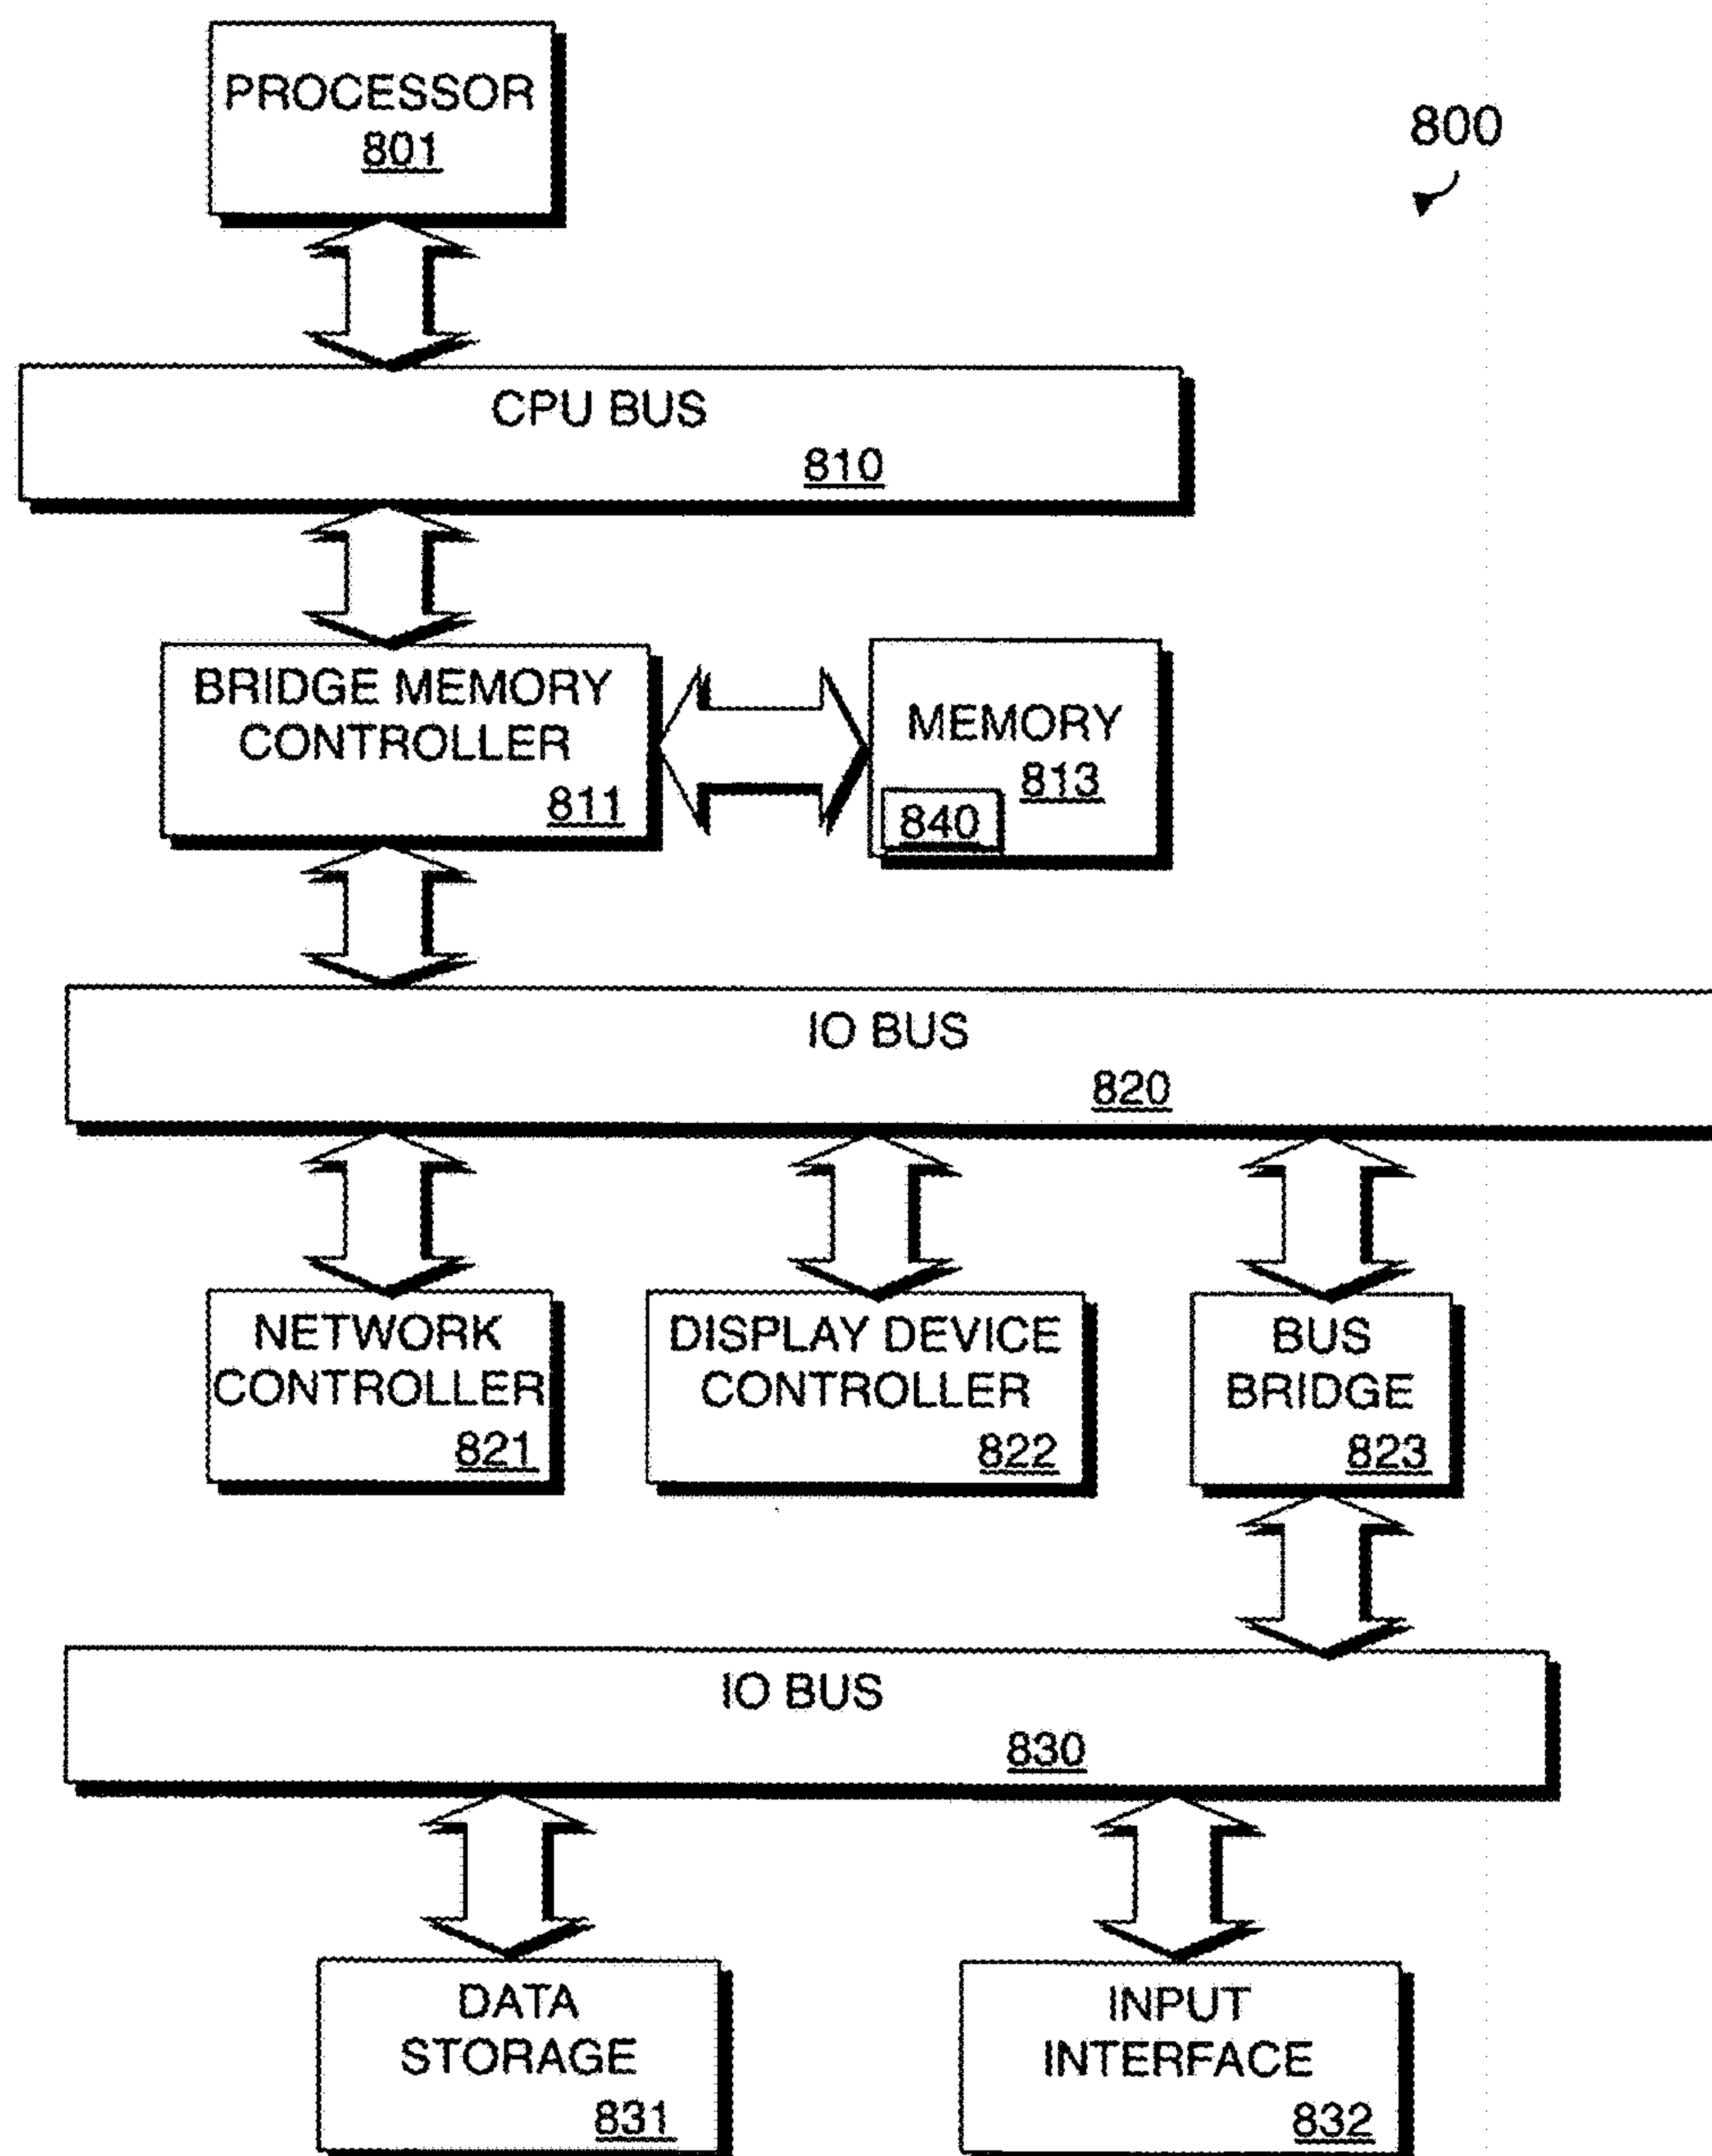 PROCESSOR
801
800
CPU BUS
810
BRIDGE MEMORY
CONTROLLER
811
MEMORY
813
840
IO BUS
820
NETWORK
CONTROLLER
821
DISPLAY DEVICE
CONTROLLER
822
BUS
BRIDGE
823
IO BUS
830
DATA
STORAGE
831
INPUT
INTERFACE
832